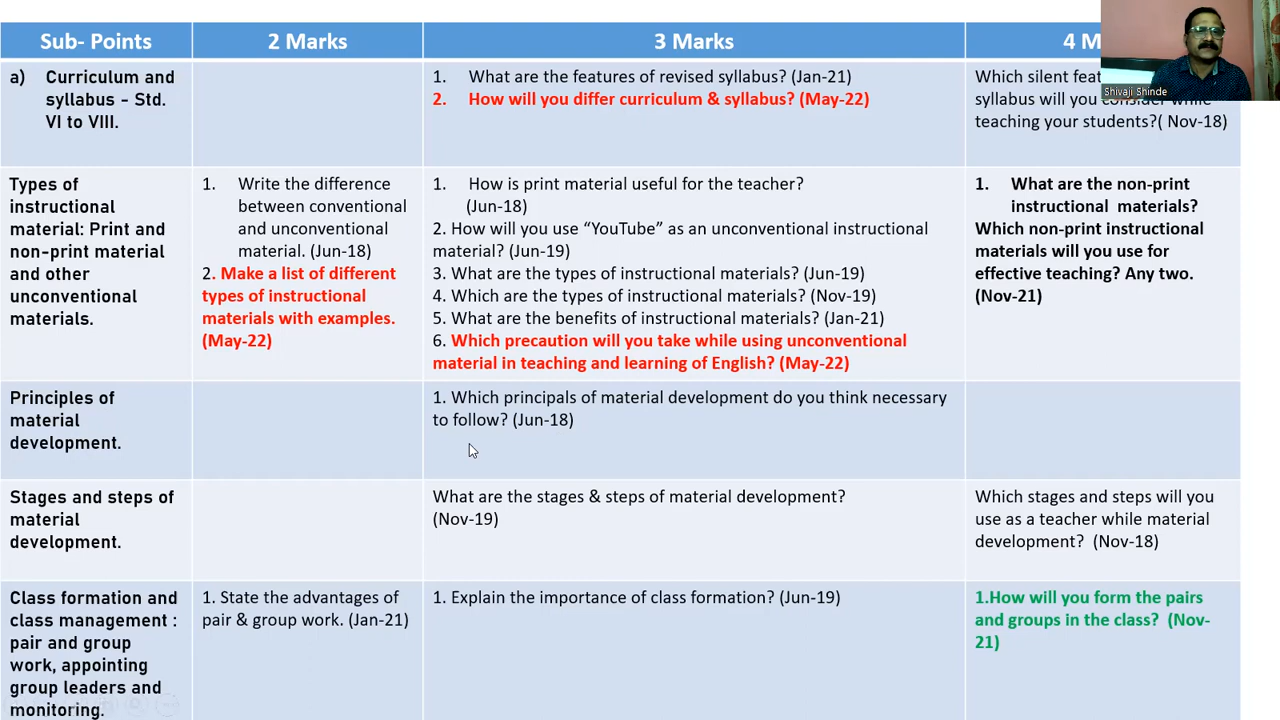 Sub- Points
2 Marks
3 Marks
4 M
a) Curriculum and
syllabus – Std.
VI to VIII.
1. What are the features of revised syllabus? (Jan-21)
2. How will you differ curriculum & syllabus? (May-22)
Which silent feat
syllabus will you consider while
teaching your students?( Nov-18)
Shivaji Shinde
Types of
instructional
material: Print and
non-print material
and other
unconventional
materials.
1. Write the difference
between conventional
and unconventional
material. (Jun-18)
2. Make a list of different
types of instructional
materials with examples.
(May-22)
1. How is print material useful for the teacher?
(Jun-18)
2. How will you use “YouTube” as an unconventional instructional
material? (Jun-19)
3. What are the types of instructional materials? (Jun-19)
4. Which are the types of instructional materials? (Nov-19)
5. What are the benefits of instructional materials? (Jan-21)
6. Which precaution will you take while using unconventional
material in teaching and learning of English? (May-22)
1. What are the non-print
instructional materials?
Which non-print instructional
materials will you use for
effective teaching? Any two.
(Nov-21)
Principles of
material
development.
1. Which principals of material development do you think necessary
to follow? (Jun-18)
Stages and steps of
material
development.
What are the stages & steps of material development?
(Nov-19)
Which stages and steps will you
use as a teacher while material
development? (Nov-18)
Class formation and
class management :
pair and group
work, appointing
group leaders and
monitoring.
1. State the advantages of
pair & group work. (Jan-21)
1. Explain the importance of class formation? (Jun-19)
1.How will you form the pairs
and groups in the class? (Nov-
21)